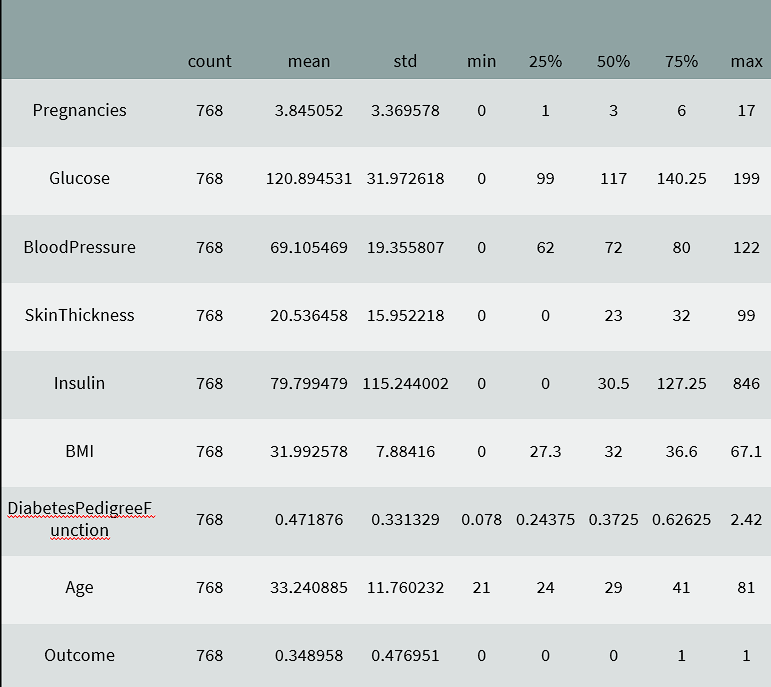 count mean std min 25% 50% 75% max
Pregnancies 768 3.845052 3.369578 0 1 3 6 17
Glucose 768 120.894531 31.972618 0 99 117 140.25 199
BloodPressure 768 69.105469 19.355807 0 62 72 80 122
SkinThickness 768 20.536458 15.952218 0 0 23 32 99
Insulin 768 79.799479 115.244002 0 0 30.5 127.25 846
BMI 768 31.992578 7.88416 0 27.3 32 36.6 67.1
DiabetesPedigreeF
unction 768 0.471876 0.331329 0.078 0.24375 0.3725 0.62625 2.42
Age 768 33.240885 11.760232 21 24 29 41 81
Outcome 768 0.348958 0.476951 0 0 0 1 1